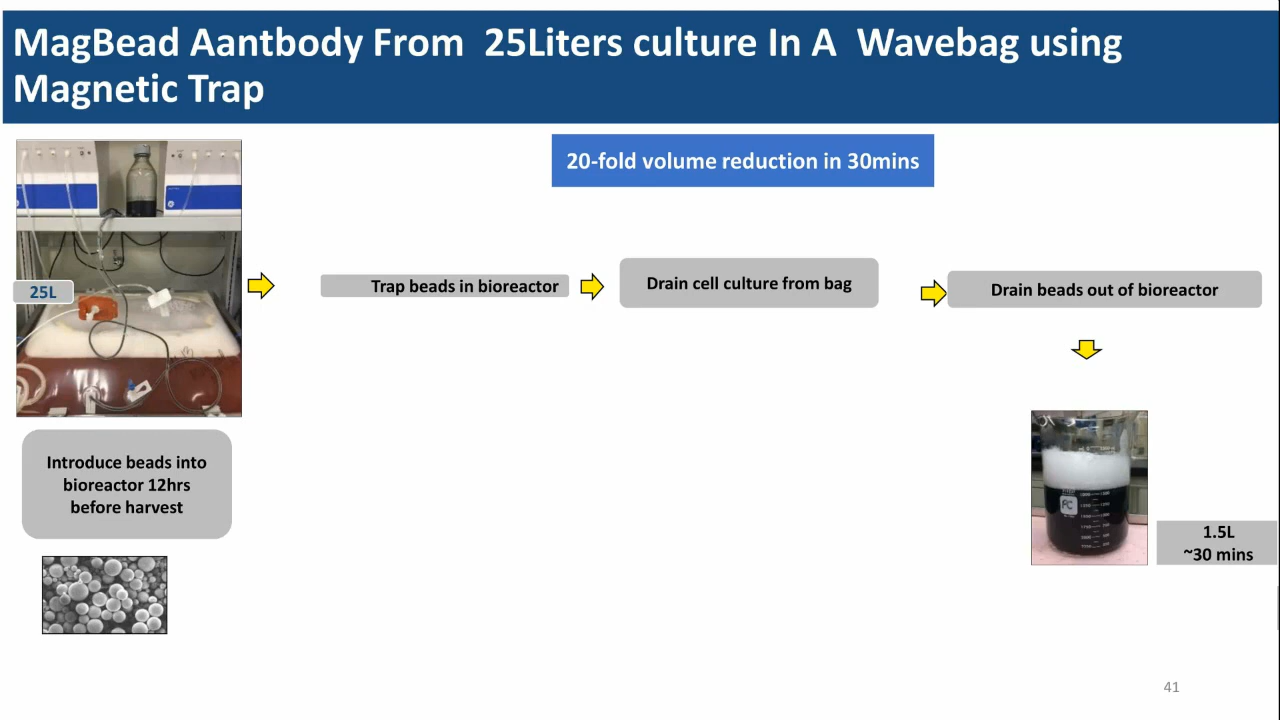 MagBead Aantbody From 25Liters culture In A Wavebag using
Magnetic Trap
20-fold volume reduction in 30mins
25L
Trap beads in bioreactor
Drain cell culture from bag
Drain beads out of bioreactor
Introduce beads into
bioreactor 12hrs
before harvest
1.5L
~30 mins
41